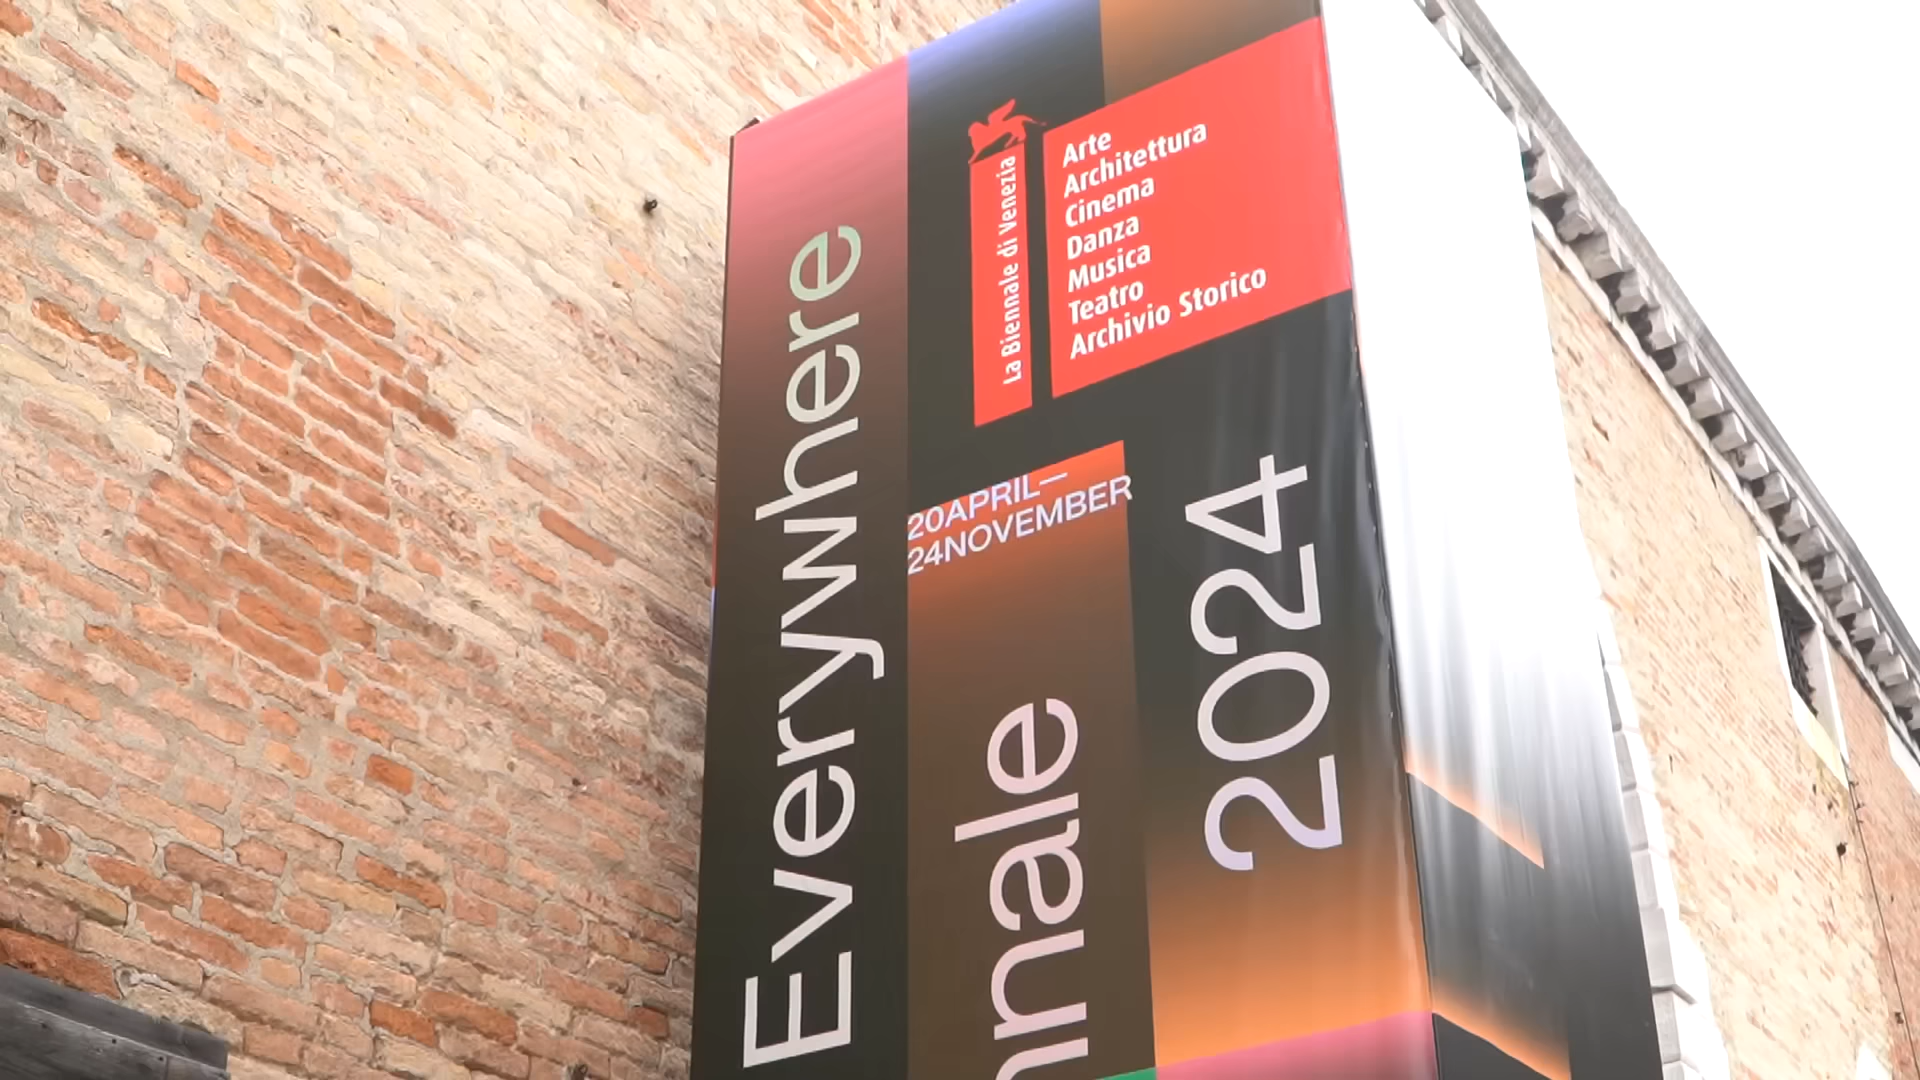 Everywhere
La Biennale di Venezia
Arte
Architettura
Cinema
Danza
Musica
Teatro
Archivio Storico
20APRIL—
24NOVEMBER
nnale
2024